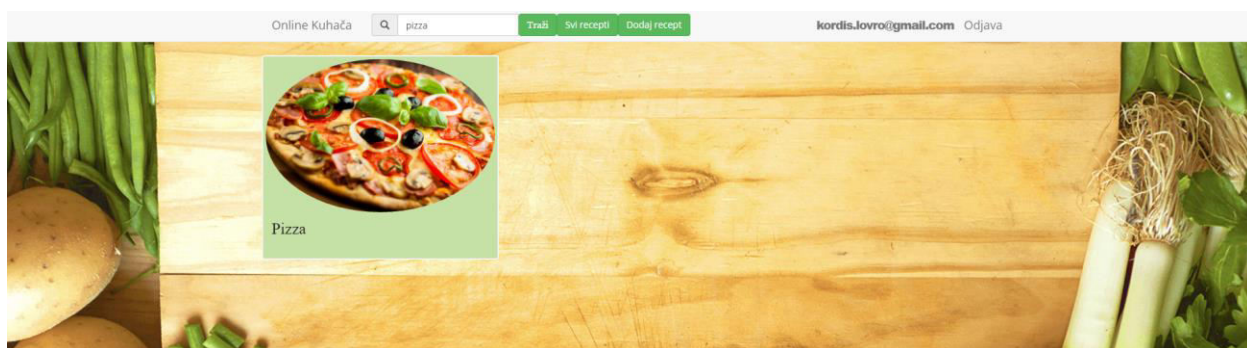 Online Kuhača pizza Traži Svi recepti Dodaj recept kordis.lovro@gmail.com Odjava
Pizza